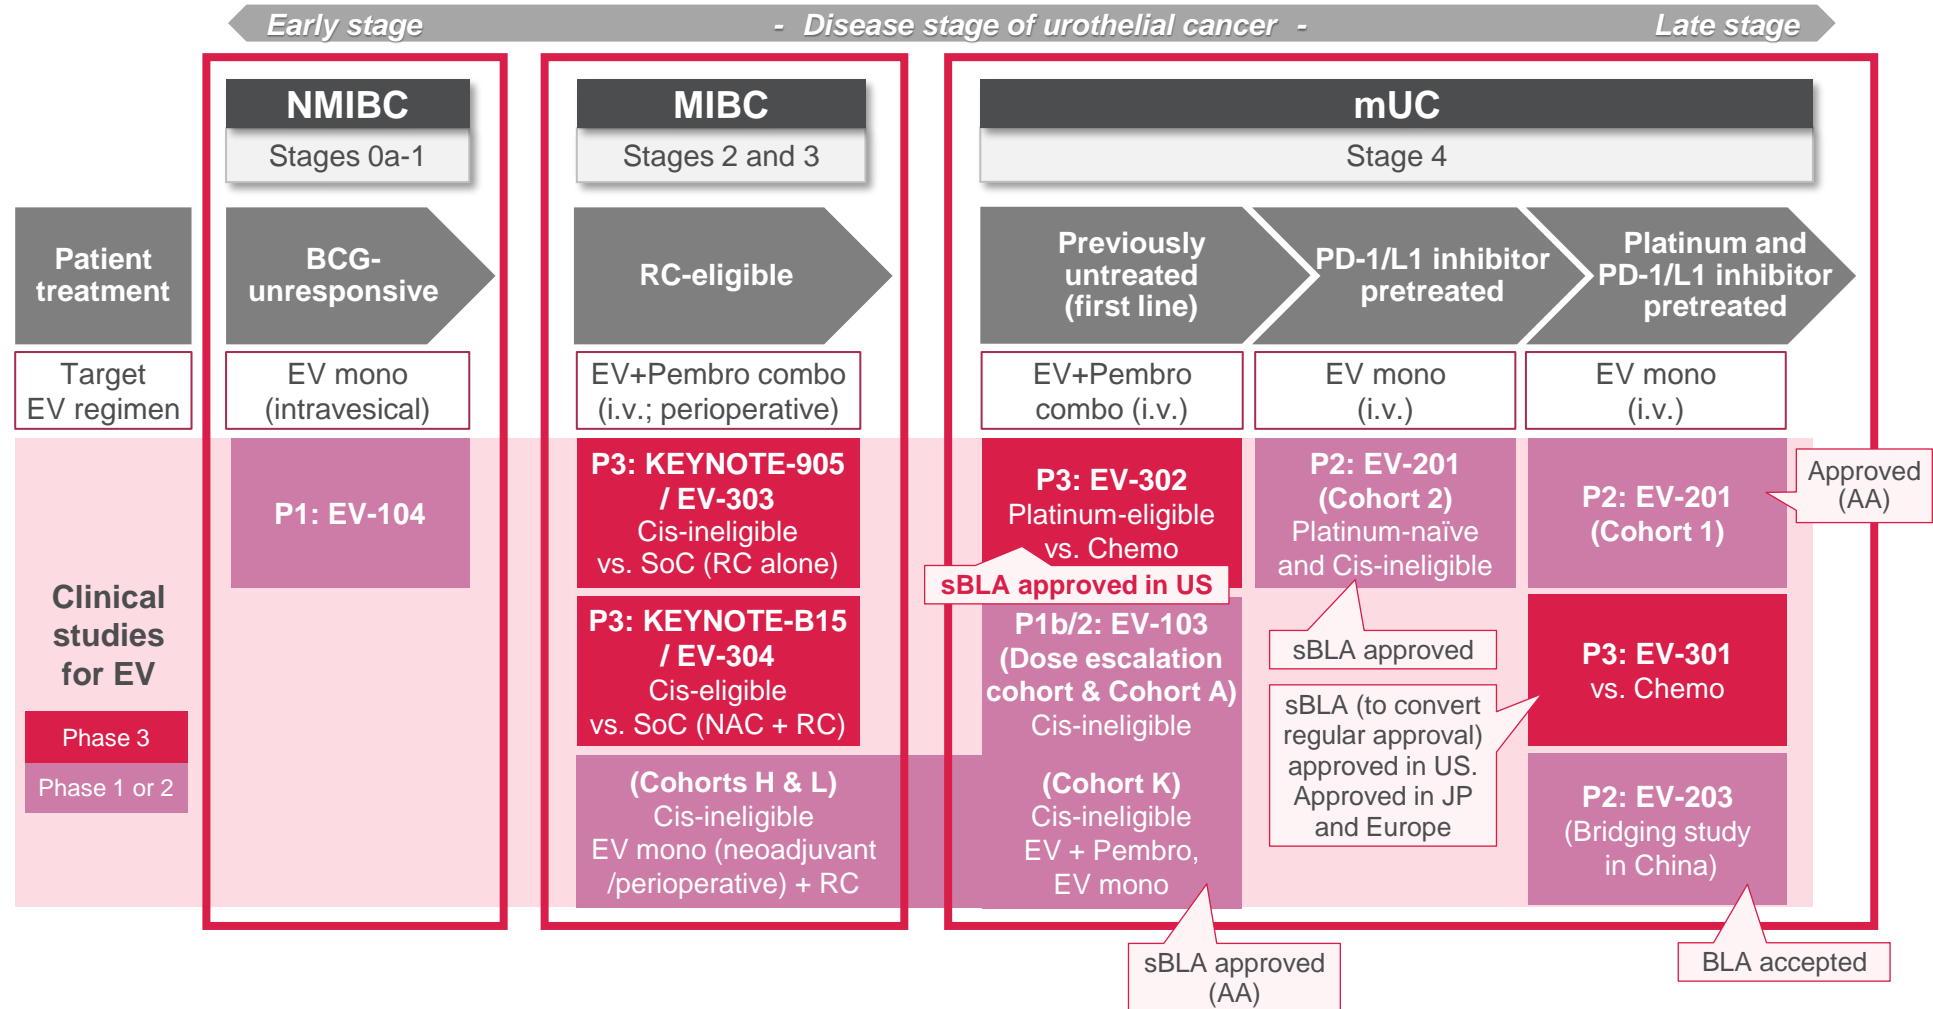 Early stage - Disease stage of urothelial cancer - Late stage
NMIBC
Stages 0a-1
MIBC
Stages 2 and 3
mUC
Stage 4
Patient
treatment
BCG-
unresponsive
RC-eligible
Previously
untreated
(first line)
PD-1/L1 inhibitor
pretreated
Platinum and
PD-1/L1 inhibitor
pretreated
Target
EV regimen
EV mono
(intravesical)
EV+Pembro combo
(i.v.; perioperative)
EV+Pembro
combo (i.v.)
EV mono
(i.v.)
EV mono
(i.v.)
Clinical
studies
for EV
Phase 3
Phase 1 or 2
P1: EV-104
P3: KEYNOTE-905
/ EV-303
Cis-ineligible
vs. SoC (RC alone)
P3: KEYNOTE-B15
/ EV-304
Cis-eligible
vs. SoC (NAC + RC)
(Cohorts H & L)
Cis-ineligible
EV mono (neoadjuvant
/perioperative) + RC
P3: EV-302
Platinum-eligible
vs. Chemo
sBLA approved in US
P1b/2: EV-103
(Dose escalation
cohort & Cohort A)
Cis-ineligible
(Cohort K)
Cis-ineligible
EV + Pembro,
EV mono
sBLA approved
(AA)
P2: EV-201
(Cohort 2)
Platinum-naïve
and Cis-ineligible
sBLA approved
sBLA (to convert
regular approval)
approved in US.
Approved in JP
and Europe
P2: EV-201
(Cohort 1)
Approved
(AA)
P3: EV-301
vs. Chemo
P2: EV-203
(Bridging study
in China)
BLA accepted